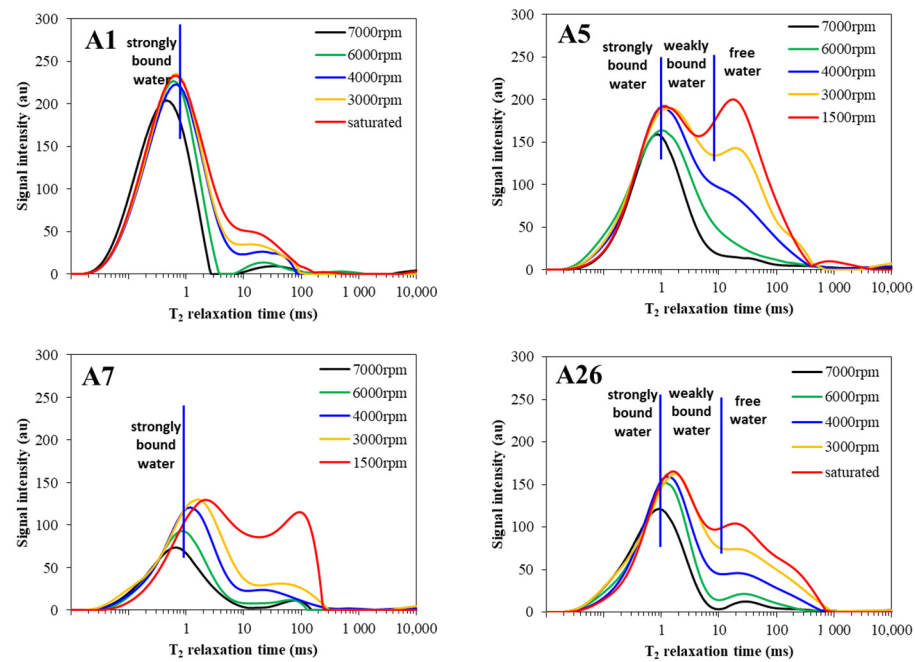 A1
strongly
bound
water
7000rpm
6000rpm
4000rpm
3000rpm
saturated
Signal intensity (au)
300
250
200
150
100
50
0
1 10 100 1 000 10,000
T2 relaxation time (ms)
A5
strongly
bound
water
weakly
bound
water
free
water
7000rpm
6000rpm
4000rpm
3000rpm
1500rpm
Signal intensity (au)
300
250
200
150
100
50
0
1 10 100 1 000 10,000
T2 relaxation time (ms)
A7
strongly
bound
water
7000rpm
6000rpm
4000rpm
3000rpm
1500rpm
Signal intensity (au)
300
250
200
150
100
50
0
1 10 100 1 000 10,000
T2 relaxation time (ms)
A26
strongly
bound
water
weakly
bound
water
free
water
7000rpm
6000rpm
4000rpm
3000rpm
saturated
Signal intensity (au)
300
250
200
150
100
50
0
1 10 100 1 000 10,000
T2 relaxation time (ms)